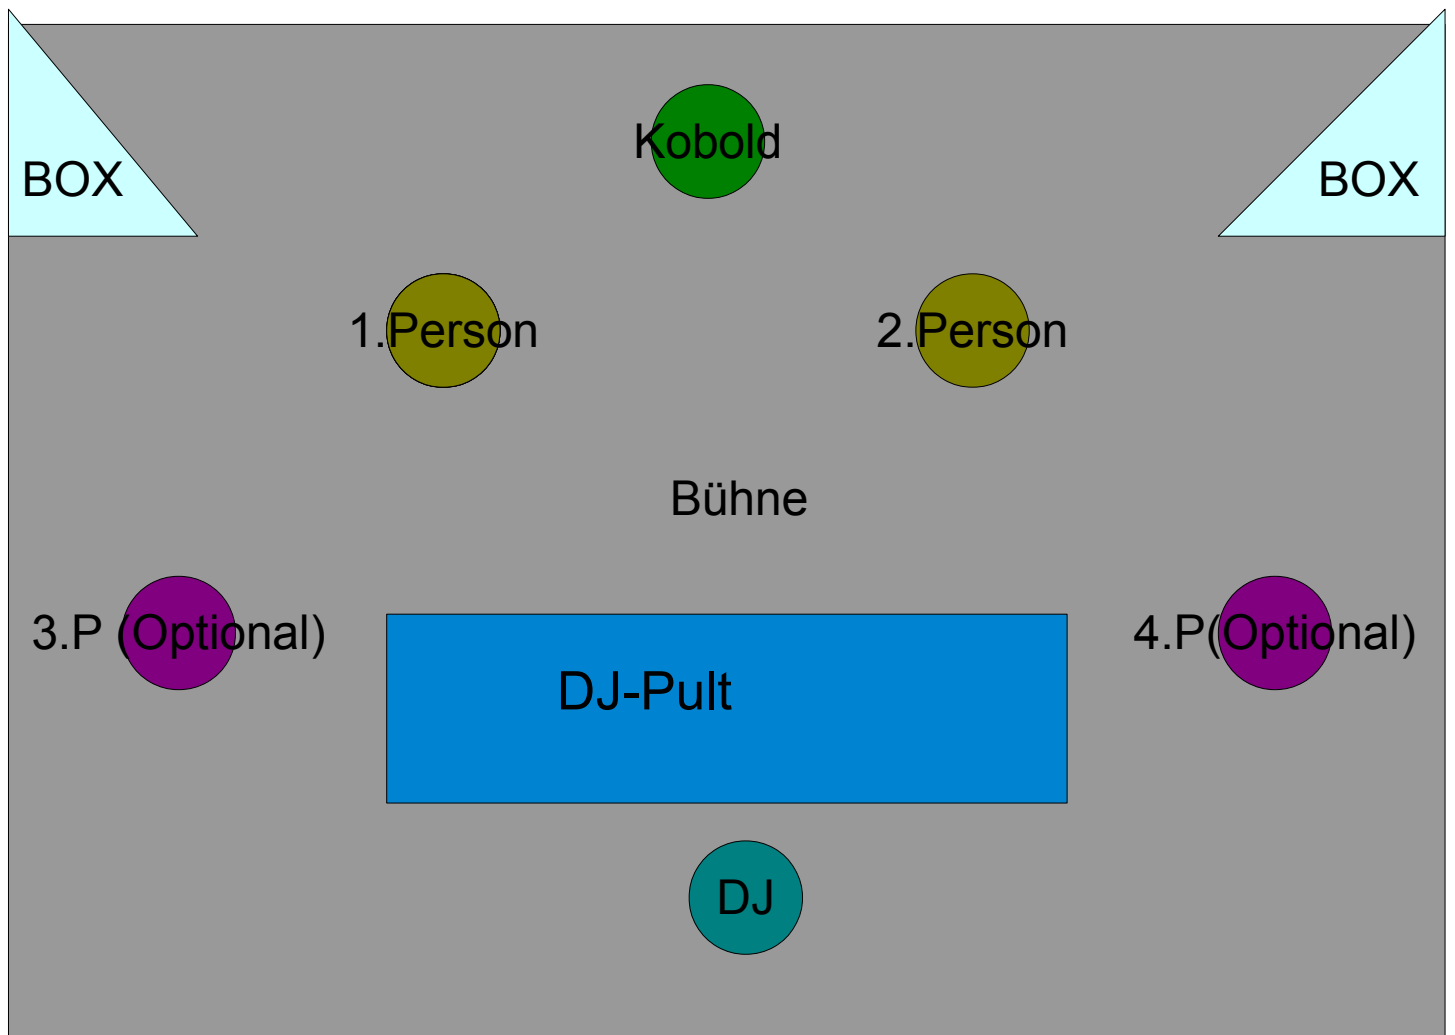 Kobold
BOX
BOX
1.Person
2.Person
Bühne
3.P (Optional)
4.P(Optional)
DJ-Pult
DJ